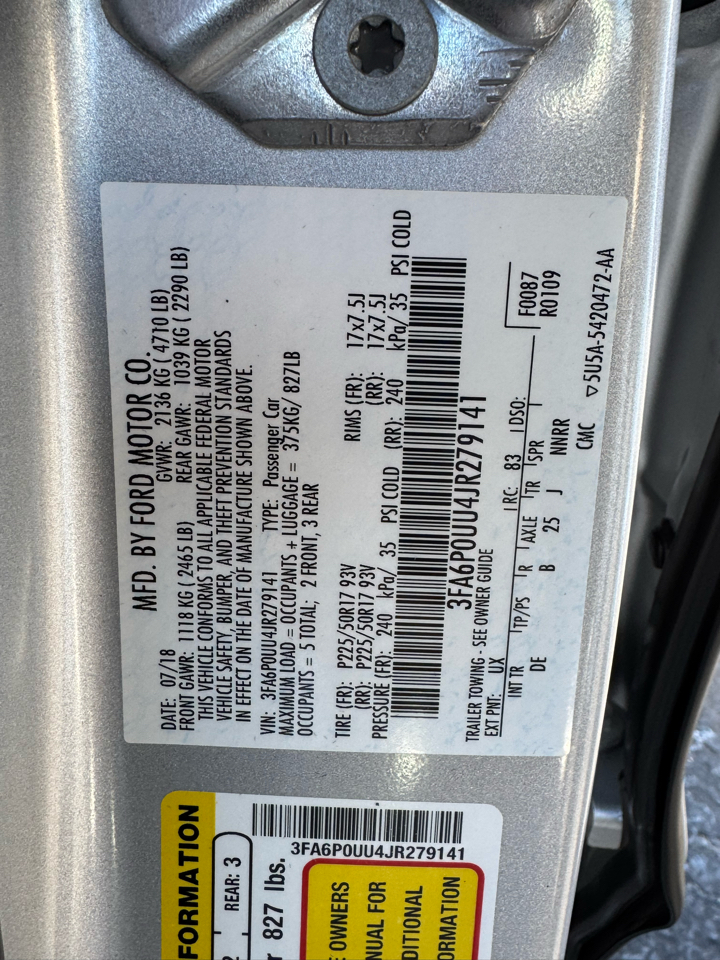 MFD. BY FORD MOTOR CO.
DATE: 07/18 GVWR: 2136 KG ( 4710 LB)
FRONT GAWR: 1118 KG ( 2465 LB) REAR GAWR: 1039 KG ( 2290 LB)
THIS VEHICLE CONFORMS TO ALL APPLICABLE FEDERAL MOTOR
VEHICLE SAFETY, BUMPER, AND THEFT PREVENTION STANDARDS
IN EFFECT ON THE DATE OF MANUFACTURE SHOWN ABOVE.
VIN: 3FA6P0UU4JR279141 TYPE: Passenger Car
MAXIMUM LOAD = OCCUPANTS + LUGGAGE = 375KG/ 827LB
OCCUPANTS = 5 TOTAL; 2 FRONT, 3 REAR
TIRE (FR): P225/50R17 93V RIMS (FR): 17x7.5J
(RR): P225/50R17 93V (RR): 17x7.5J
PRESSURE (FR): 240 kPa/ 35 PSI COLD (RR): 240 kPa/ 35 PSI COLD
3FA6P0UU4JR279141
TRAILER TOWING - SEE OWNER GUIDE
EXT PNT: UX RC: 83 DSO: F0087
INT TR TP/PS R AXLE TR SPR R0109
DE B 25 J NNRR
CMC 5U5A-5420472-AA
3FA6P0UU4JR279141
FORMATION
REAR: 3
827 lbs.
OWNERS
FOR
ORMATION